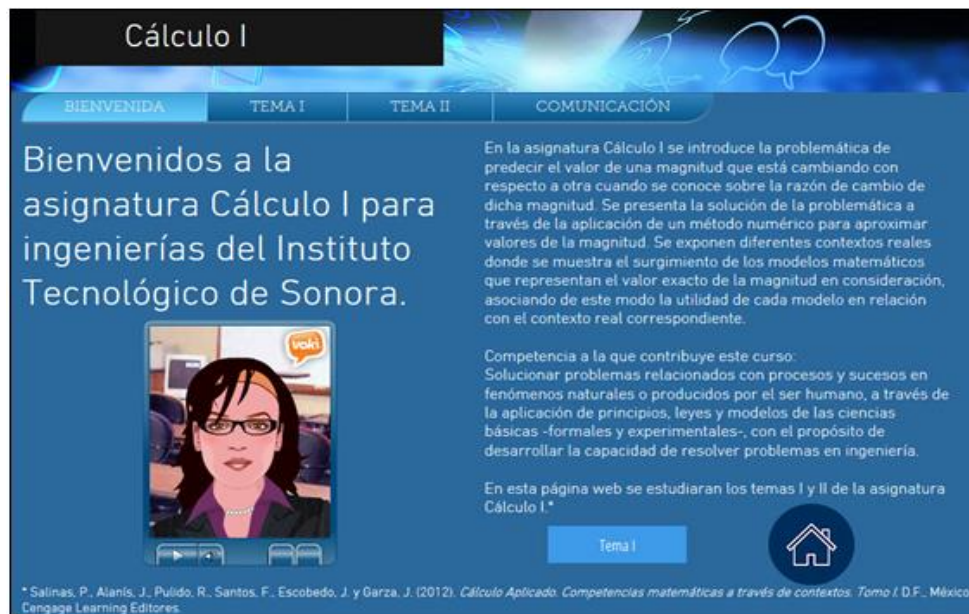 Cálculo I
BIENVENIDA
TEMA I
TEMA II
COMUNICACIÓN
Bienvenidos a la
asignatura Cálculo I para
ingenierías del Instituto
Tecnológico de Sonora.
voki
En la asignatura Cálculo I se introduce la problemática de
predecir el valor de una magnitud que está cambiando con
respecto a otra cuando se conoce sobre la razón de cambio de
dicha magnitud. Se presenta la solución de la problemática a
través de la aplicación de un método numérico para aproximar
valores de la magnitud. Se exponen diferentes contextos reales
donde se muestra el surgimiento de los modelos matemáticos
que representan el valor exacto de la magnitud en consideración,
asociando de este modo la utilidad de cada modelo en relación
con el contexto real correspondiente.
Competencia a la que contribuye este curso:
Solucionar problemas relacionados con procesos y sucesos en
fenómenos naturales o producidos por el ser humano, a través de
la aplicación de principios, leyes y modelos de las ciencias
básicas -formales y experimentales-, con el propósito de
desarrollar la capacidad de resolver problemas en ingeniería.
En esta página web se estudiaran los temas I y II de la asignatura
Cálculo I.*
Tema I
* Salinas, P., Alanís, J., Pulido, R., Santos, F., Escobedo, J. y Garza, J. (2012). Cálculo Aplicado. Competencias matemáticas a través de contextos. Tomo I. D.F., México
Cengage Learning Editores.